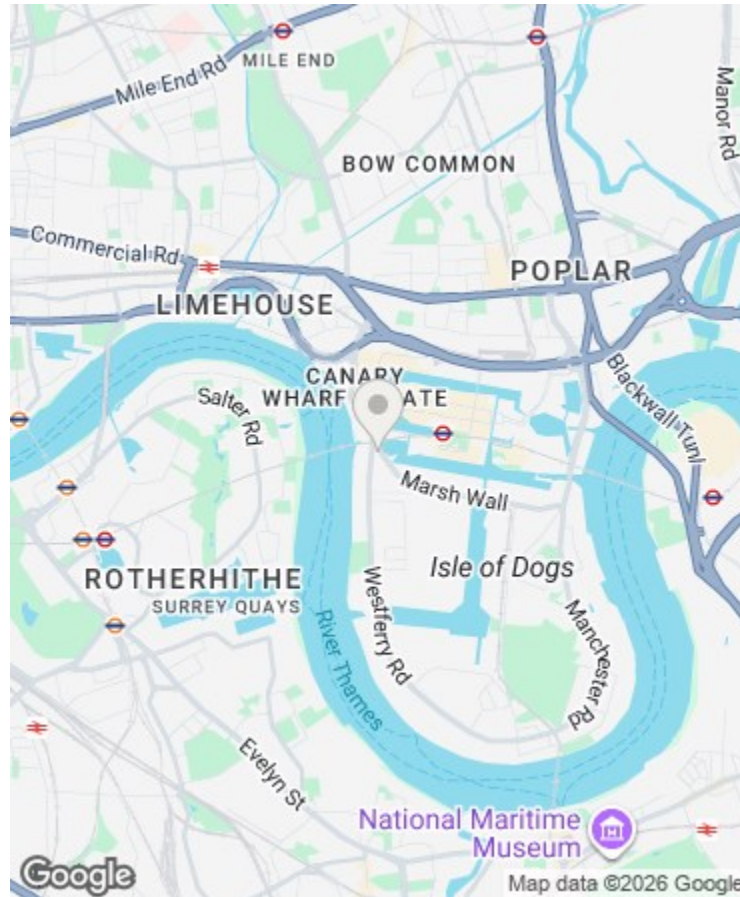 MILE END
Mile End Rd
Manor Rd
BOW COMMON
Commercial Rd
POPLAR
LIMEHOUSE
CANARY
WHARF
Salter Rd
Blackwall Tunl
Marsh Wall
Isle of Dogs
ROTHERHITHE
SURREY QUAYS
Westferry Rd
River Thames
Manchester Rd
Evelyn St
National Maritime
Museum
Google
Map data ©2026 Google